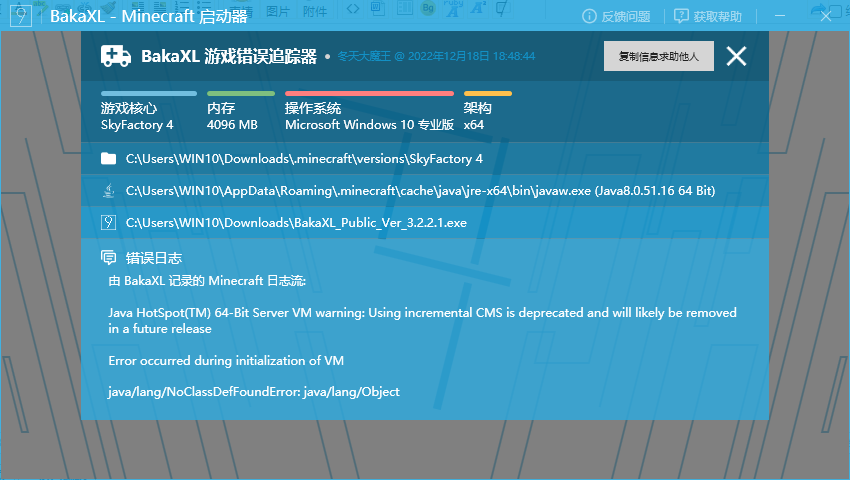 BakaXL - Minecraft 启动器
反馈问题
获取帮助
图片
附件
BakaXL 游戏错误追踪器
冬天大魔王 @ 2022年12月18日 18:48:44
复制信息求助他人
游戏核心
SkyFactory 4
内存
4096 MB
操作系统
Microsoft Windows 10 专业版
架构
x64
C:\Users\WIN10\Downloads\.minecraft\versions\SkyFactory 4
C:\Users\WIN10\AppData\Roaming\.minecraft\cache\java\jre-x64\bin\javaw.exe (Java8.0.51.16 64 Bit)
C:\Users\WIN10\Downloads\BakaXL_Public_Ver_3.2.2.1.exe
错误日志
由 BakaXL 记录的 Minecraft 日志流:
Java HotSpot(TM) 64-Bit Server VM warning: Using incremental CMS is deprecated and will likely be removed
in a future release
Error occurred during initialization of VM
java/lang/NoClassDefFoundError: java/lang/Object